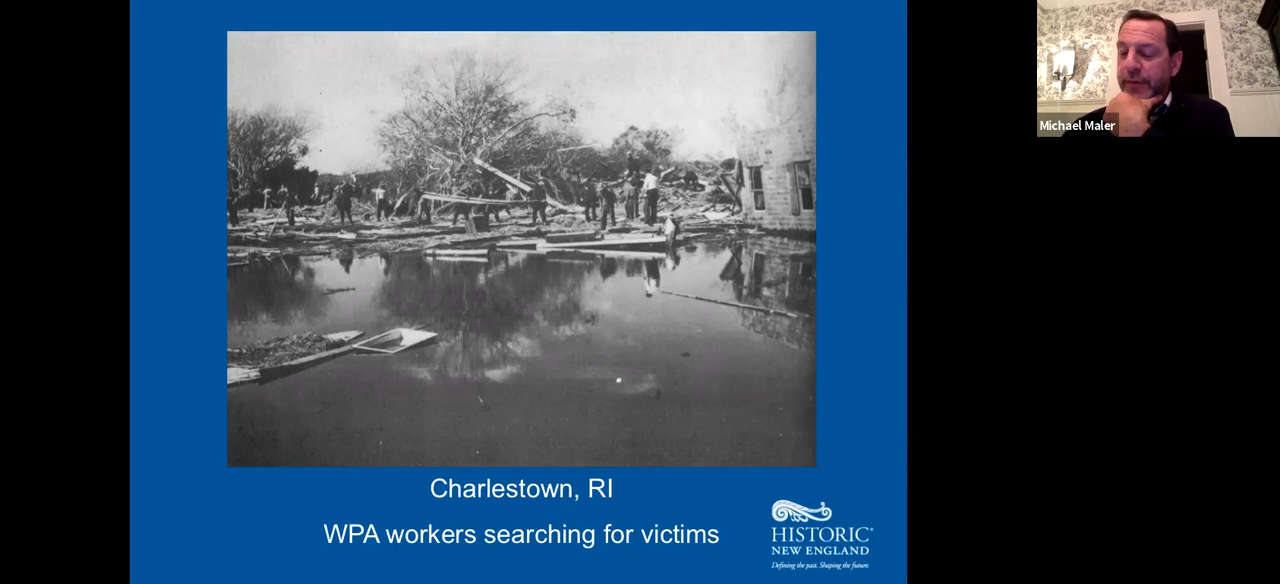 Charlestown, RI
WPA workers searching for victims
HISTORIC®
NEW ENGLAND
Defining the past. Shaping the future.
Michael Maler